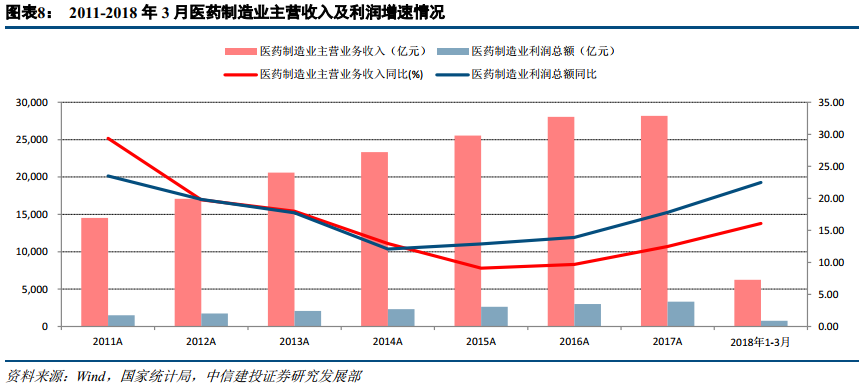 图表8： 2011-2018 年 3 月医药制造业主营收入及利润增速情况
医药制造业主营业务收入（亿元） 医药制造业利润总额（亿元）
医药制造业主营业务收入同比(%) 医药制造业利润总额同比
30,000 35.00
25,000 30.00
20,000 25.00
15,000 20.00
10,000 15.00
5,000 10.00
0 5.00
0.00
2011A 2012A 2013A 2014A 2015A 2016A 2017A 2018年1-3月
资料来源：Wind，国家统计局，中信建投证券研究发展部